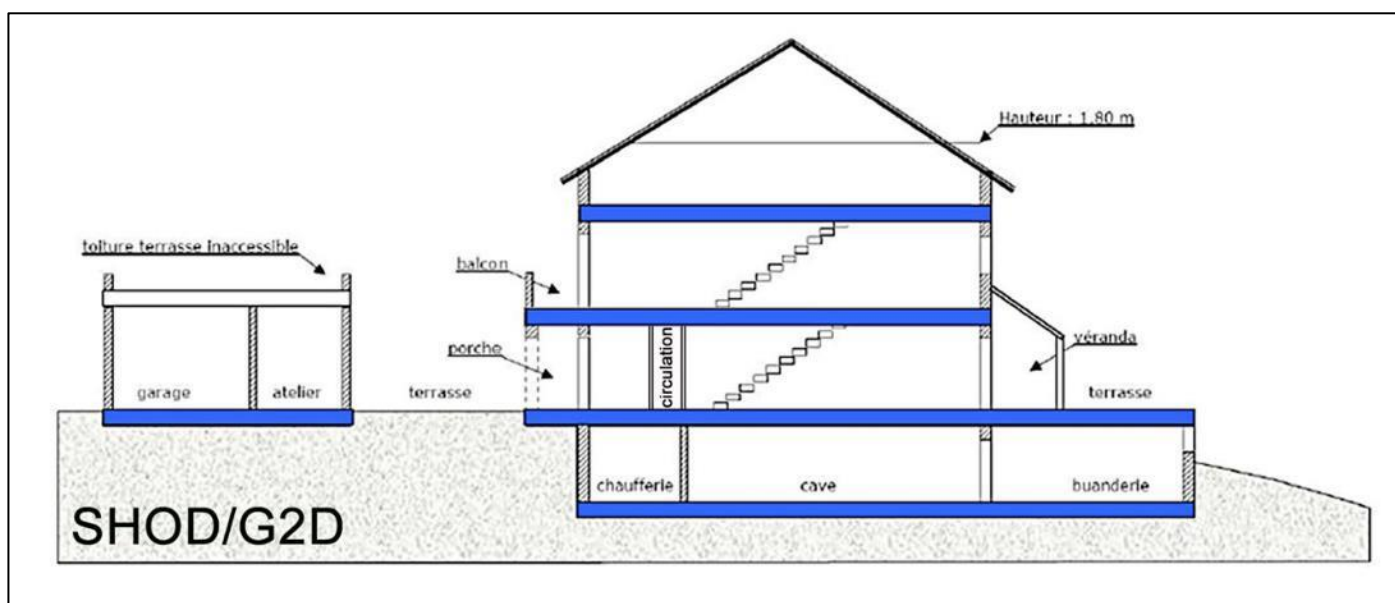 Hauteur : 1.80 m
toiture terrasse inaccessible
balcon
porche
circulation
véranda
garage
atelier
terrasse
terrasse
chaufferie
cave
buanderie
SHOD/G2D